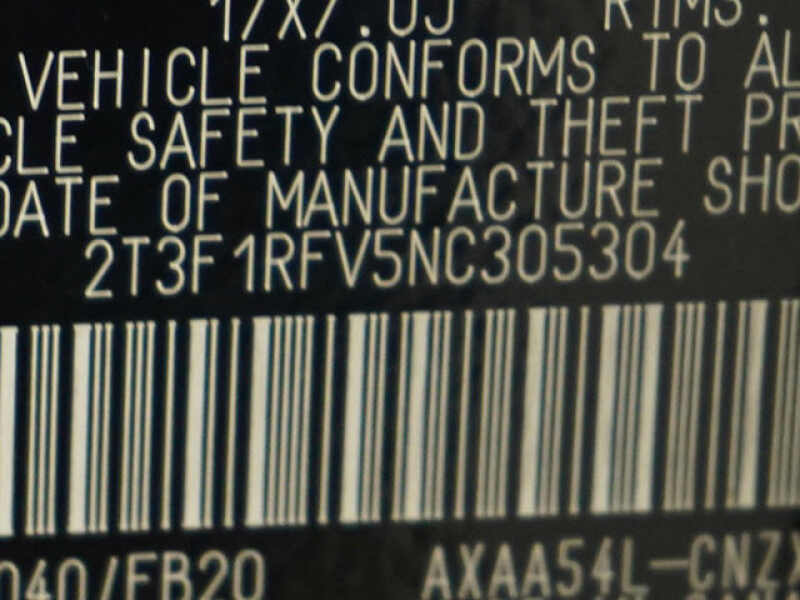 17X7.0J RIMS.
VEHICLE CONFORMS TO AL
CLE SAFETY AND THEFT PR
DATE OF MANUFACTURE SHO
2T3F1RFV5NC305304
040/FB20 AXAA54L-CNZX